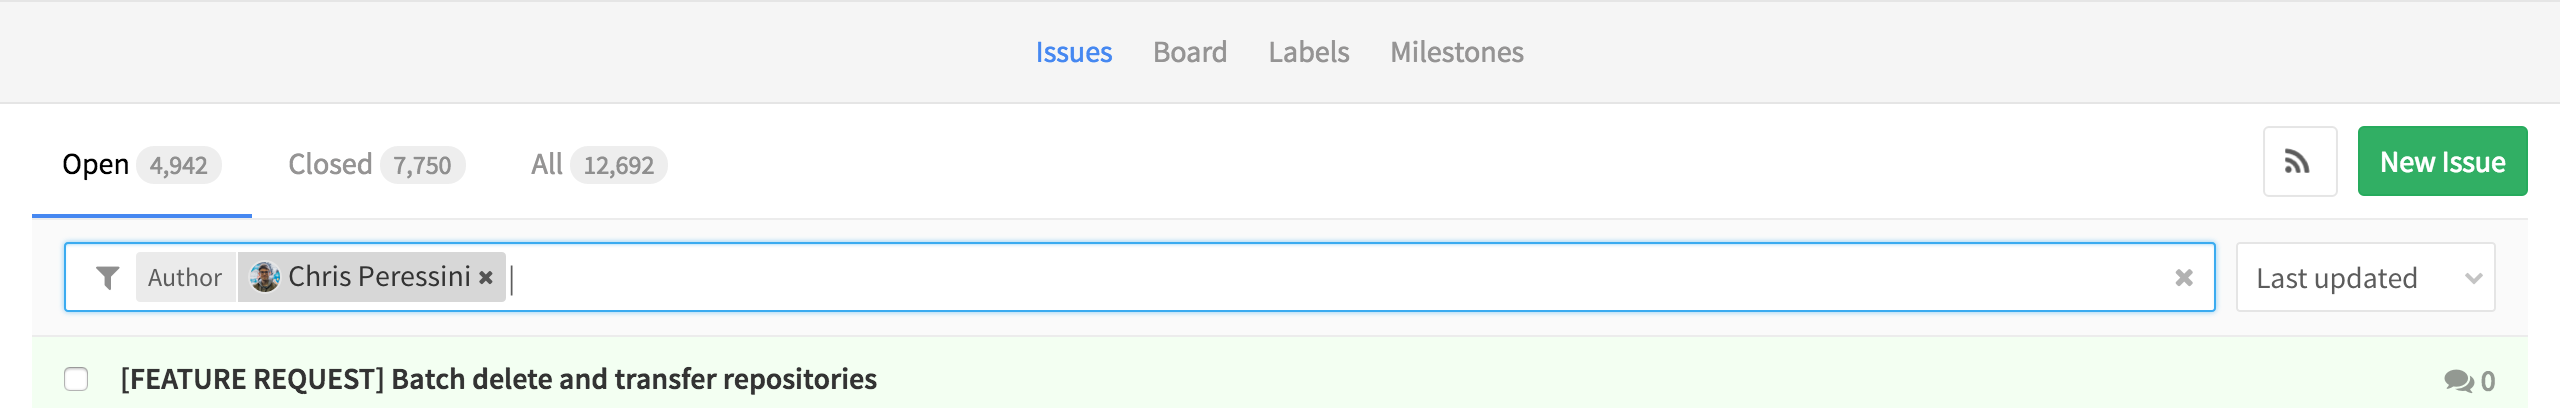 Issues Board Labels Milestones
Open 4,942 Closed 7,750 All 12,692 New Issue
Author Chris Peressini Last updated
[FEATURE REQUEST] Batch delete and transfer repositories 0